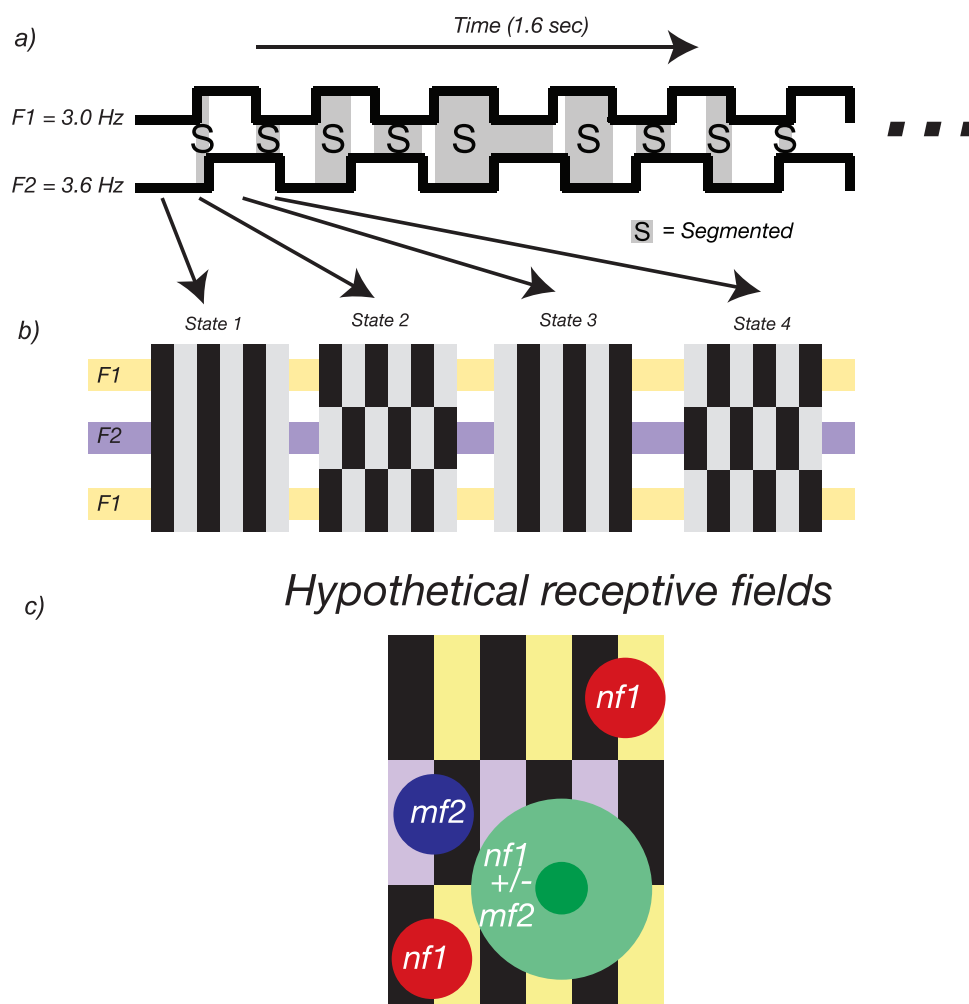 a)
Time (1.6 sec)
F1 = 3.0 Hz
S S S S S S S S S
F2 = 3.6 Hz
S = Segmented
b)
State 1 State 2 State 3 State 4
F1
F2
F1
Hypothetical receptive fields
c)
nf1
mf2
nf1
+/-
mf2
nf1